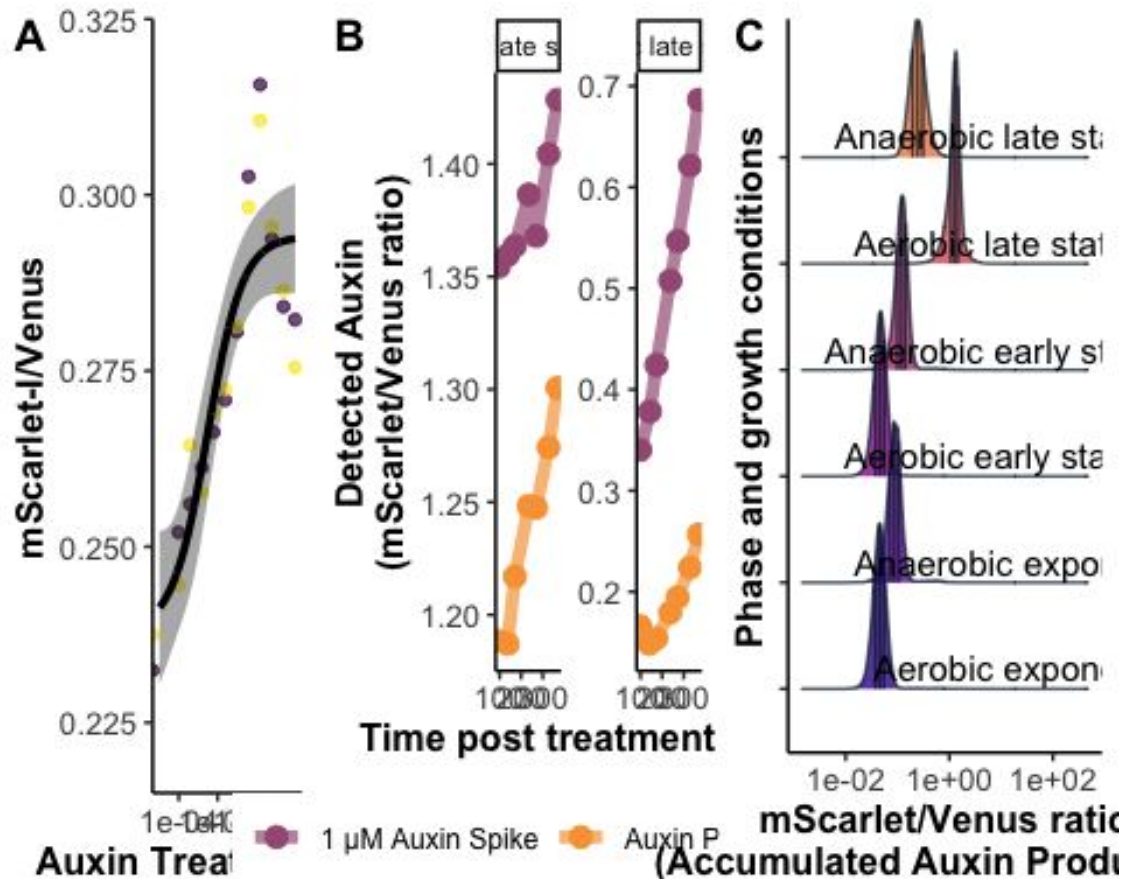 A
0.325
0.300
0.275
0.250
0.225
mScarlet-I/Venus
Auxin Treat
B
ate s
late
1.40
1.35
1.30
1.25
1.20
0.7
0.6
0.5
0.4
0.3
0.2
Detected Auxin
(mScarlet/Venus ratio)
Time post treatment
1 µM Auxin Spike
Auxin P
C
Anaerobic late sta
Aerobic late stat
Anaerobic early st
Aerobic early sta
Anaerobic expo
Aerobic expon
Phase and growth conditions
1e-02 1e+00 1e+02
mScarlet/Venus ratio
(Accumulated Auxin Produ